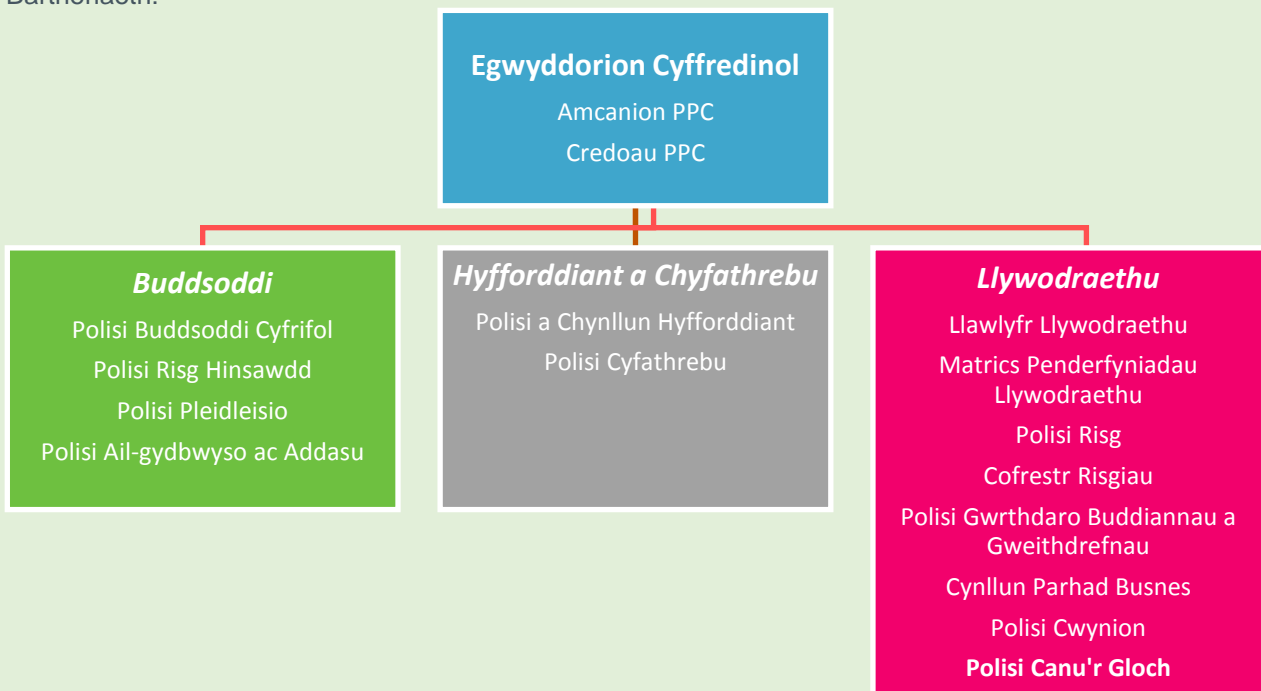 Partneriaeth.
Egwyddorion Cyffredinol
Amcanion PPC
Credoau PPC
Buddsoddi
Polisi Buddsoddi Cyfrifol
Polisi Risg Hinsawdd
Polisi Pleidleisio
Polisi Ail-gydbwyso ac Addasu
Hyfforddiant a Chyfathrebu
Polisi a Chynllun Hyfforddiant
Polisi Cyfathrebu
Llywodraethu
Llawlyfr Llywodraethu
Matrics Penderfyniadau
Llywodraethu
Polisi Risg
Cofrestr Risgiau
Polisi Gwrthdaro Buddiannau a
Gweithdrefnau
Cynllun Parhad Busnes
Polisi Cwynion
Polisi Canu'r Gloch